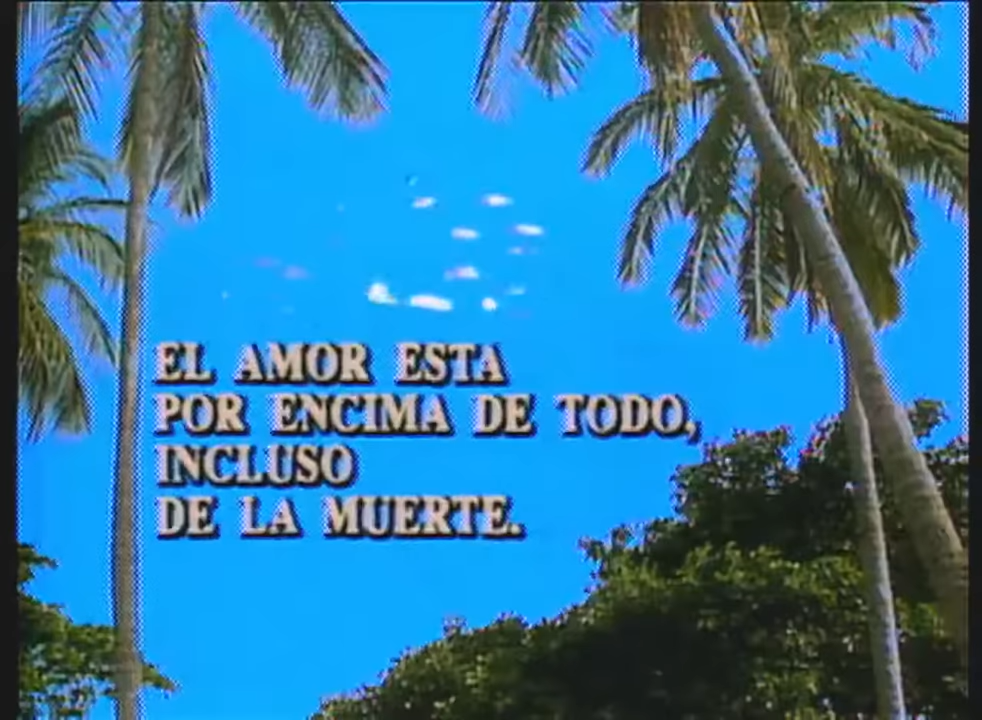 EL AMOR ESTA
POR ENCIMA DE TODO,
INCLUSO
DE LA MUERTE.